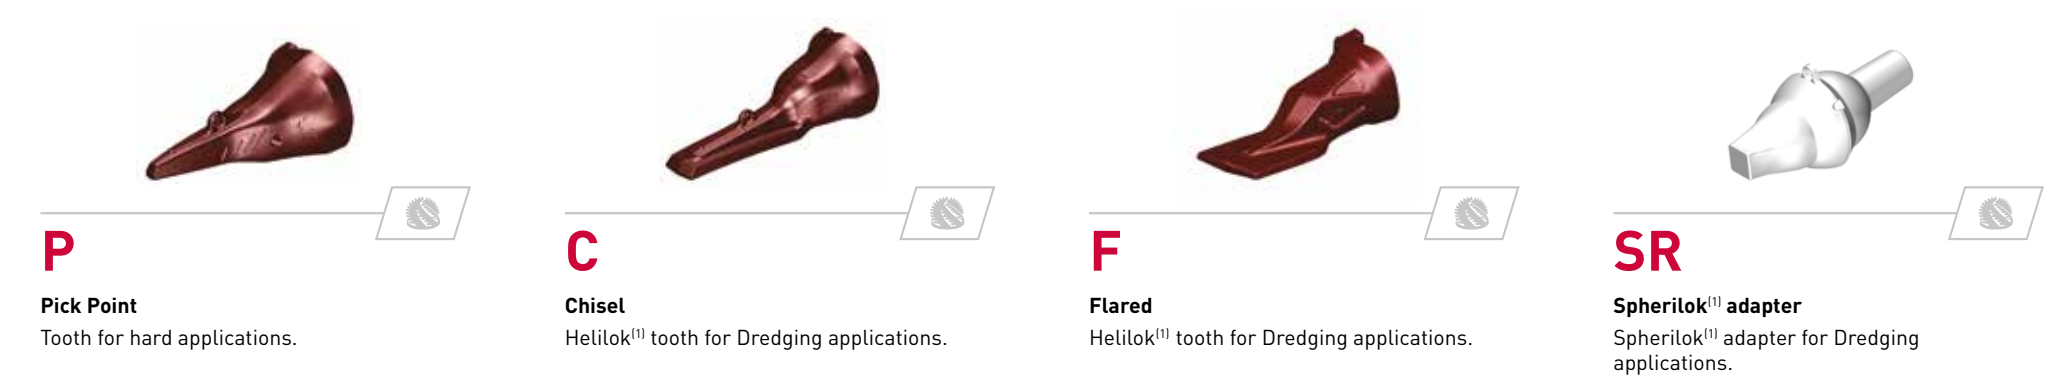 P
Pick Point
Tooth for hard applications.
C
Chisel
Helilok(1) tooth for Dredging applications.
F
Flared
Helilok(1) tooth for Dredging applications.
SR
Spherilok(1) adapter
Spherilok(1) adapter for Dredging
applications.